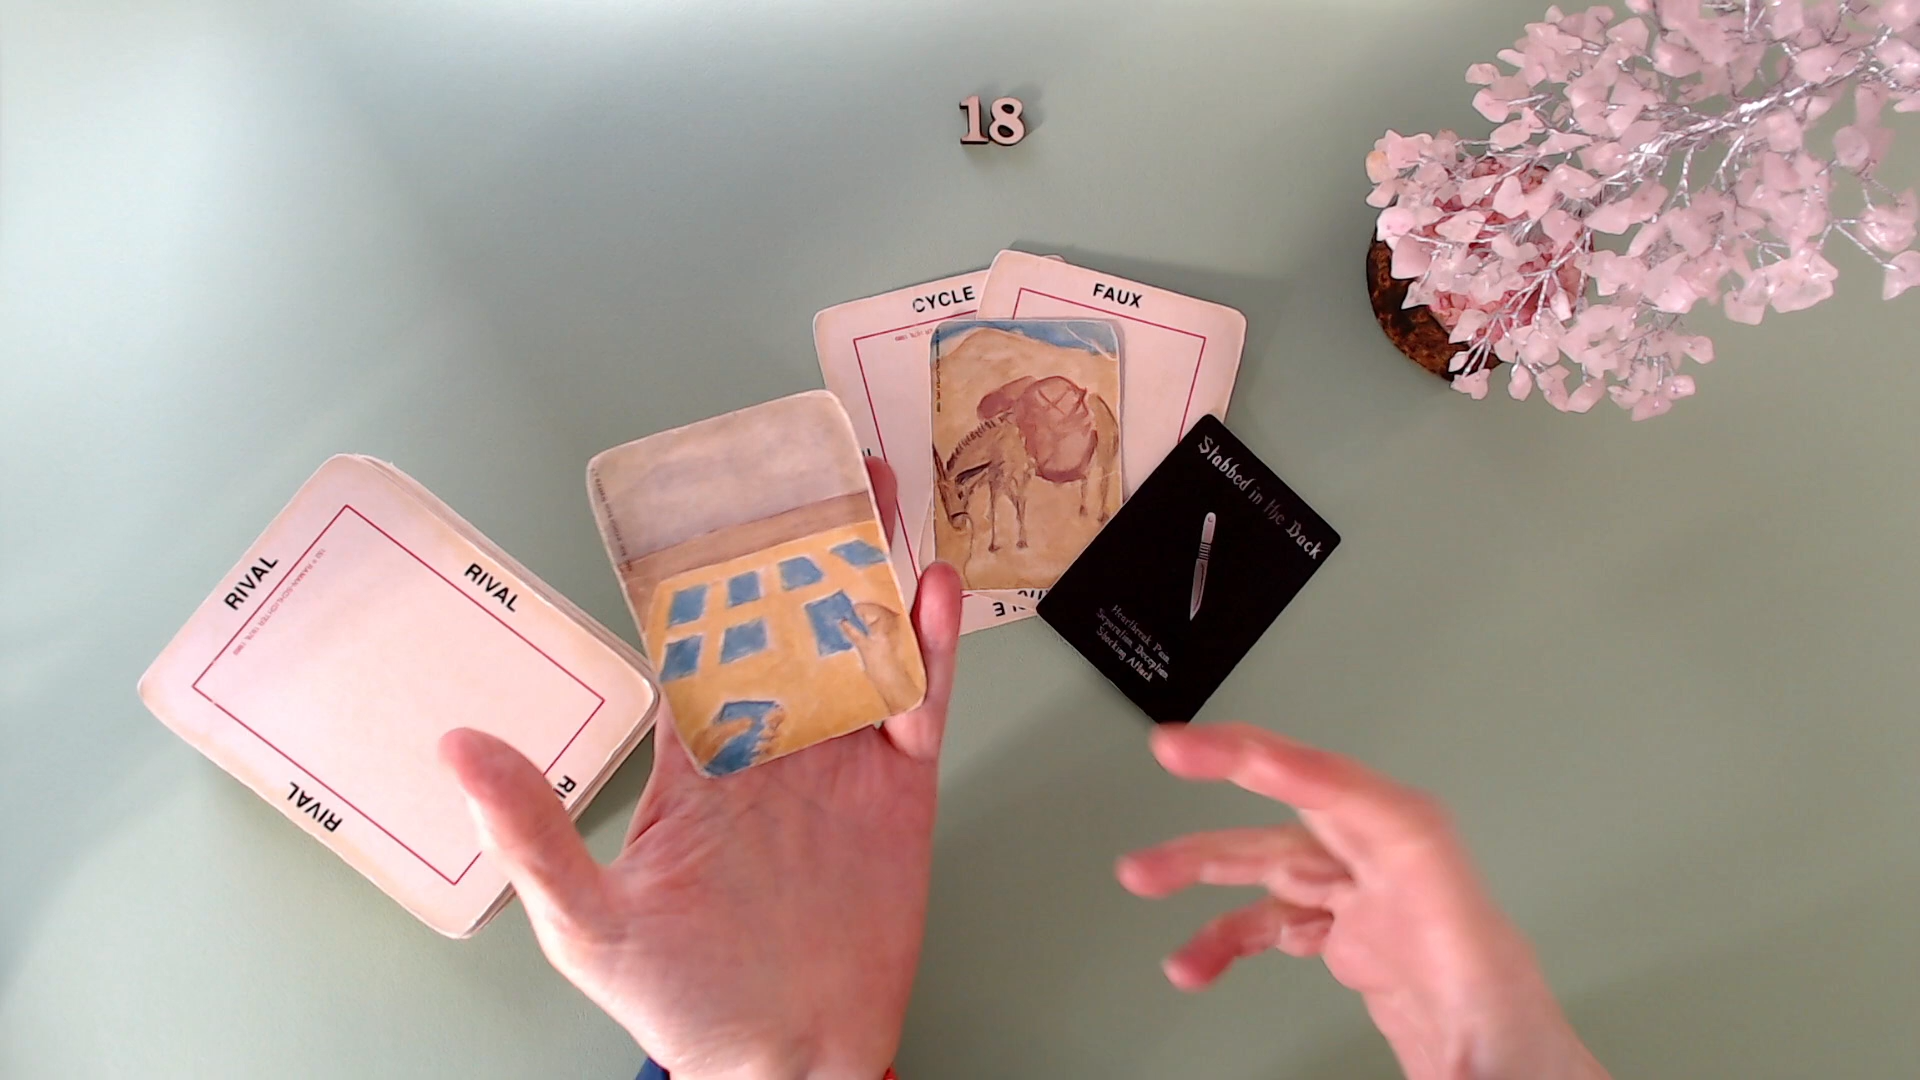 18
CYCLE
FAUX
RIVAL
RIVAL
RIVAL
Stabbed in the Back
Heartbreak Pain
Separation Deception
Shocking Attack